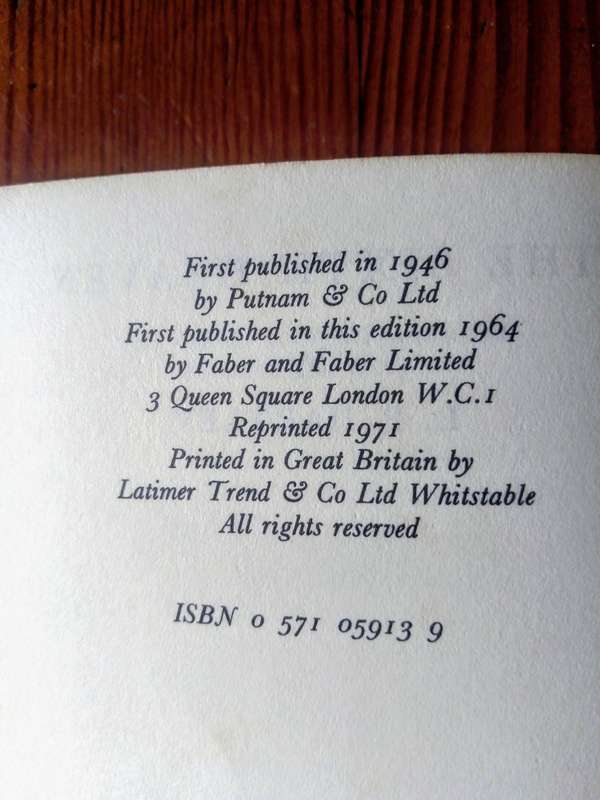 First published in 1946
by Putnam & Co Ltd
First published in this edition 1964
by Faber and Faber Limited
3 Queen Square London W.C.1
Reprinted 1971
Printed in Great Britain by
Latimer Trend & Co Ltd Whitstable
All rights reserved
ISBN 0 571 05913 9